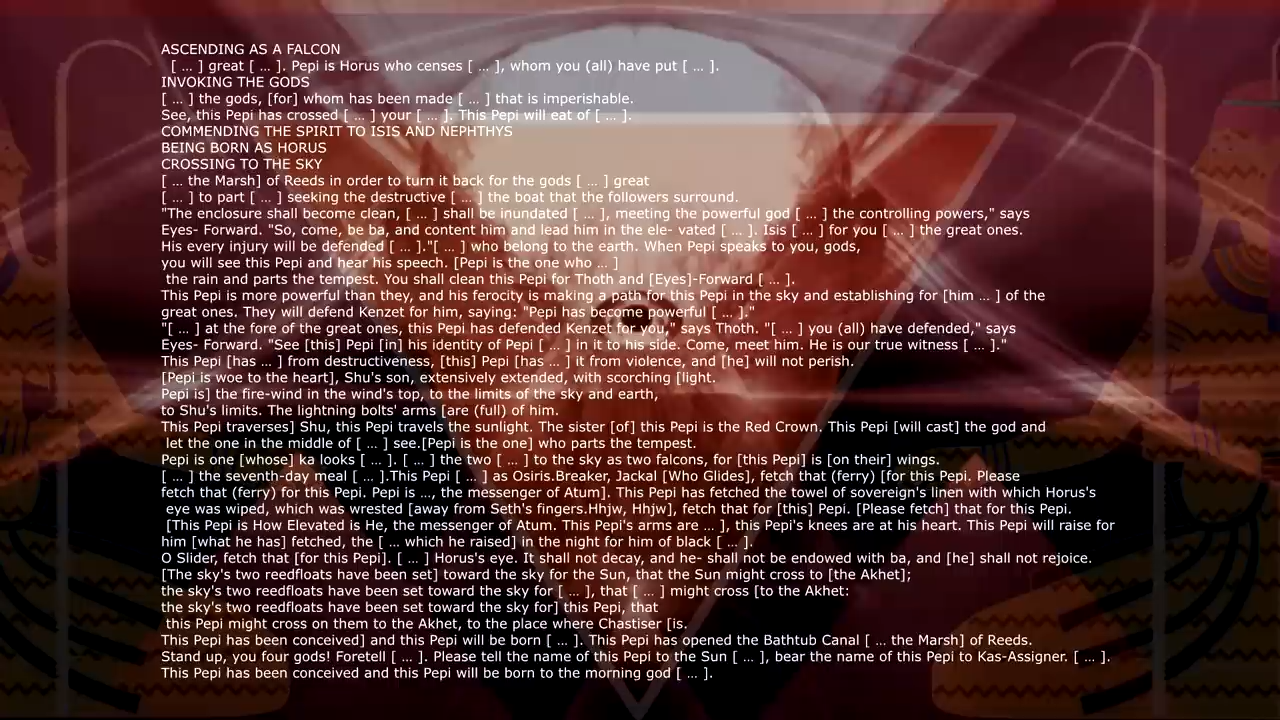 ASCENDING AS A FALCON
[ … ] great [ … ]. Pepi is Horus who censes [ … ], whom you (all) have put [ … ].
INVOKING THE GODS
[ … ] the gods, [for] whom has been made [ … ] that is imperishable.
See, this Pepi has crossed [ … ] your [ … ]. This Pepi will eat of [ … ].
COMMENDING THE SPIRIT TO ISIS AND NEPHTHYS
BEING BORN AS HORUS
CROSSING TO THE SKY
[ … the Marsh] of Reeds in order to turn it back for the gods [ … ] great
[ … ] to part [ … ] seeking the destructive [ … ] the boat that the followers surround.
"The enclosure shall become clean, [ … ] shall be inundated [ … ], meeting the powerful god [ … ] the controlling powers," says
Eyes- Forward. "So, come, be ba, and content him and lead him in the ele- vated [ … ]. Isis [ … ] for you [ … ] the great ones.
His every injury will be defended [ … ]."[ … ] who belong to the earth. When Pepi speaks to you, gods,
you will see this Pepi and hear his speech. [Pepi is the one who … ]
the rain and parts the tempest. You shall clean this Pepi for Thoth and [Eyes]-Forward [ … ].
This Pepi is more powerful than they, and his ferocity is making a path for this Pepi in the sky and establishing for [him … ] of the
great ones. They will defend Kenzet for him, saying: "Pepi has become powerful [ … ]."
"[ … ] at the fore of the great ones, this Pepi has defended Kenzet for you," says Thoth. "[ … ] you (all) have defended," says
Eyes- Forward. "See [this] Pepi [in] his identity of Pepi [ … ] in it to his side. Come, meet him. He is our true witness [ … ]."
This Pepi [has … ] from destructiveness, [this] Pepi [has … ] it from violence, and [he] will not perish.
[Pepi is woe to the heart], Shu's son, extensively extended, with scorching [light.
Pepi is] the fire-wind in the wind's top, to the limits of the sky and earth,
to Shu's limits. The lightning bolts' arms [are (full) of him.
This Pepi traverses] Shu, this Pepi travels the sunlight. The sister [of] this Pepi is the Red Crown. This Pepi [will cast] the god and
let the one in the middle of [ … ] see.[Pepi is the one] who parts the tempest.
Pepi is one [whose] ka looks [ … ]. [ … ] the two [ … ] to the sky as two falcons, for [this Pepi] is [on their] wings.
[ … ] the seventh-day meal [ … ].This Pepi [ … ] as Osiris.Breaker, Jackal [Who Glides], fetch that (ferry) [for this Pepi. Please
fetch that (ferry) for this Pepi. Pepi is …, the messenger of Atum]. This Pepi has fetched the towel of sovereign's linen with which Horus's
eye was wiped, which was wrested [away from Seth's fingers.Hhjw, Hhjw], fetch that for [this] Pepi. [Please fetch] that for this Pepi.
[This Pepi is How Elevated is He, the messenger of Atum. This Pepi's arms are … ], this Pepi's knees are at his heart. This Pepi will raise for
him [what he has] fetched, the [ … which he raised] in the night for him of black [ … ].
O Slider, fetch that [for this Pepi]. [ … ] Horus's eye. It shall not decay, and he- shall not be endowed with ba, and [he] shall not rejoice.
[The sky's two reedfloats have been set] toward the sky for the Sun, that the Sun might cross to [the Akhet];
the sky's two reedfloats have been set toward the sky for [ … ], that [ … ] might cross [to the Akhet:
the sky's two reedfloats have been set toward the sky for] this Pepi, that
this Pepi might cross on them to the Akhet, to the place where Chastiser [is.
This Pepi has been conceived] and this Pepi will be born [ … ]. This Pepi has opened the Bathtub Canal [ … the Marsh] of Reeds.
Stand up, you four gods! Foretell [ … ]. Please tell the name of this Pepi to the Sun [ … ], bear the name of this Pepi to Kas-Assigner. [ … ].
This Pepi has been conceived and this Pepi will be born to the morning god [ … ].